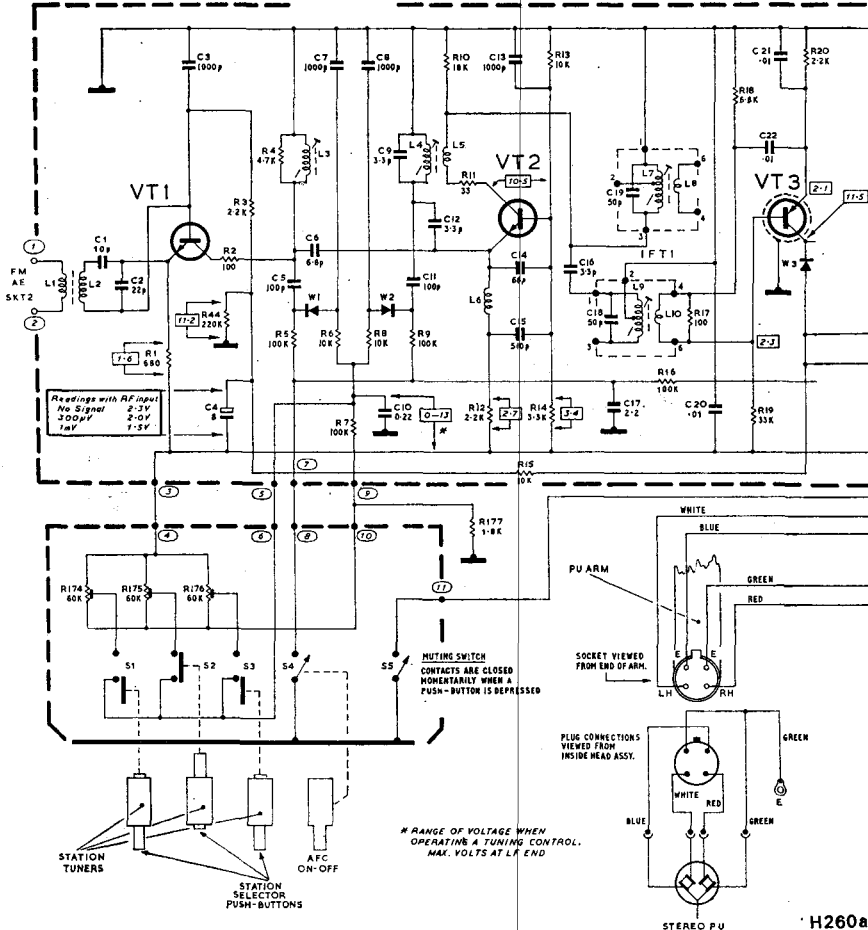 C3
1000p
C7
1000p
C8
1000p
R10
18K
C13
1000p
R13
10K
C21
.01
R20
2.2K
R18
6.8K
C22
.01
R4
4.7K
L3
C9
3.3p
L4
L5
R11
33
VT2
10.5
2
L7
C19
50p
L8
6
4
3
IFT1
VT3
2.1
11.5
VT1
R3
22K
C1
10p
R2
100
C6
6.8p
C12
3.3p
C14
66p
C16
3.3p
W3
1
FM
AE
SKT2
2
L1
L2
C2
22p
C5
100p
W1
W2
C11
100p
L6
2
L9
4
C18
50p
L10
R17
100
3
6
11.2
R44
220K
R5
100K
R6
10K
R8
10K
R9
100K
C15
2.3
1.6
R1
680
R16
Readings with RF input
No Signal 2.3V
300µV 2.0V
1mV 1.5V
C4
8
R7
100K
C10
0.22
0-13
*
R12
2.2K
2.7
R14
3.3K
3.4
C17
2.2
C20
.01
R19
33K
7
R15
10K
3
5
9
4
6
8
10
R177
1.8K
WHITE
BLUE
11
R174
60K
R175
60K
R176
60K
PU ARM
GREEN
RED
S1
S2
S3
S4
S5
MUTING SWITCH
CONTACTS ARE CLOSED
MOMENTARILY WHEN A
PUSH-BUTTON IS DEPRESSED
SOCKET VIEWED
FROM END OF ARM.
E
E
LH
RH
PLUG CONNECTIONS
VIEWED FROM
INSIDE HEAD ASSY.
GREEN
WHITE
RED
E
BLUE
GREEN
STATION
TUNERS
STATION
SELECTOR
PUSH-BUTTONS
AFC
ON-OFF
* RANGE OF VOLTAGE WHEN
OPERATING A TUNING CONTROL.
MAX. VOLTS AT LF END
STEREO PU
H260a